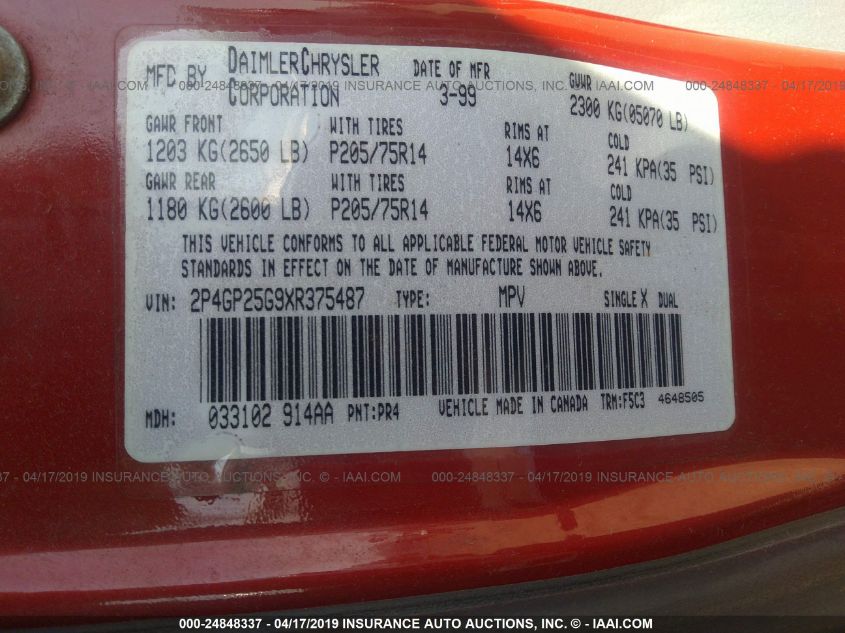 MFD BY DAIMLERCHRYSLER CORPORATION DATE OF MFR 3-99 GVWR 2300 KG(05070 LB)
GAWR FRONT WITH TIRES RIMS AT COLD
1203 KG(2650 LB) P205/75R14 14X6 241 KPA(35 PSI)
GAWR REAR WITH TIRES RIMS AT COLD
1180 KG(2600 LB) P205/75R14 14X6 241 KPA(35 PSI)
THIS VEHICLE CONFORMS TO ALL APPLICABLE FEDERAL MOTOR VEHICLE SAFETY
STANDARDS IN EFFECT ON THE DATE OF MANUFACTURE SHOWN ABOVE.
VIN: 2P4GP25G9XR375487 TYPE: MPV SINGLE X DUAL
MDH: 033102 914AA PNT:PR4 VEHICLE MADE IN CANADA TRM:F5C3 4648505
000-24848337 - 04/17/2019 INSURANCE AUTO AUCTIONS, INC. © - IAAI.COM